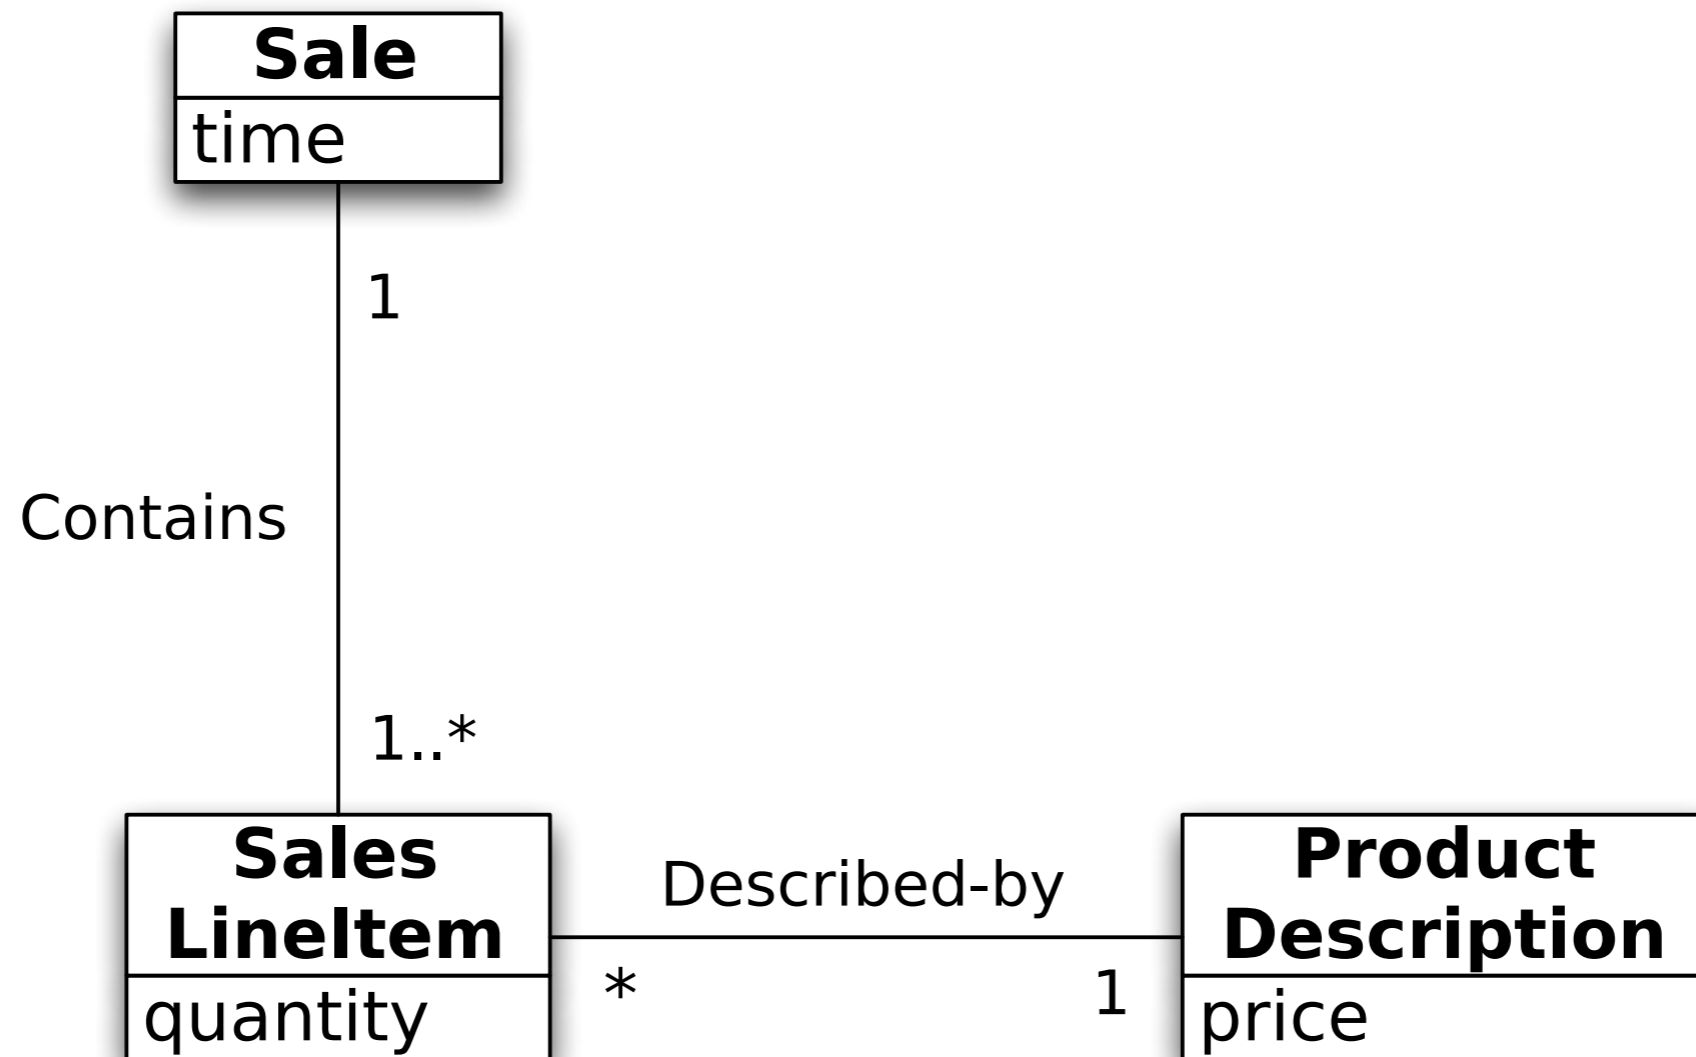 Sale
time
1
Contains
1..*
Sales
LineItem
quantity
Described-by
*
1
Product
Description
price